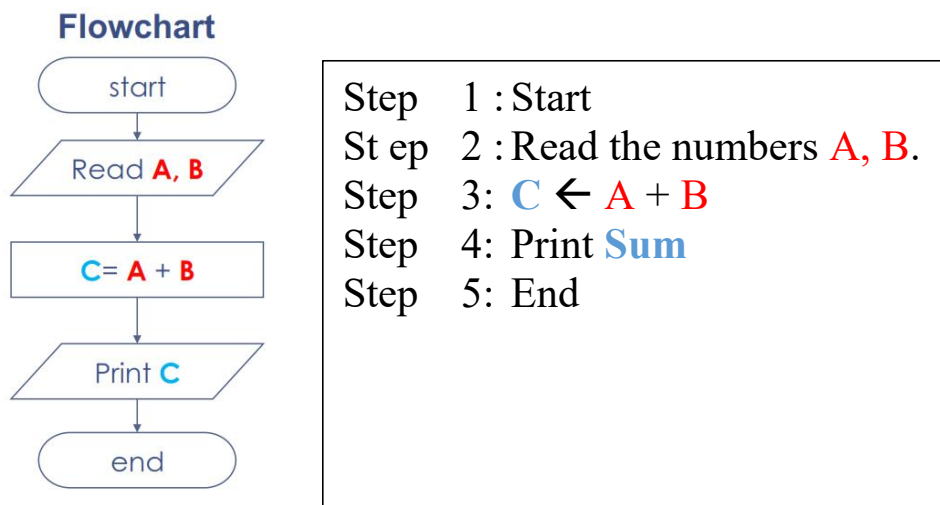 Flowchart
start
Read A, B
C= A + B
Print C
end
Step 1 : Start
St ep 2 : Read the numbers A, B.
Step 3: C ← A + B
Step 4: Print Sum
Step 5: End